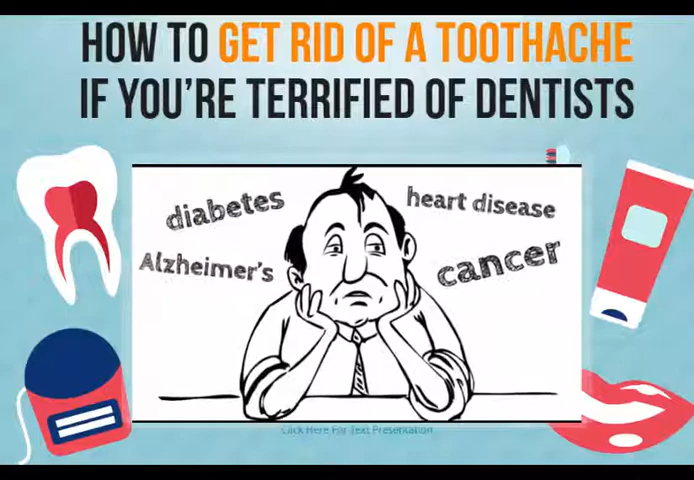 HOW TO GET RID OF A TOOTHACHE
IF YOU'RE TERRIFIED OF DENTISTS
diabetes
heart disease
Alzheimer's
cancer
Click Here For Text Presentation